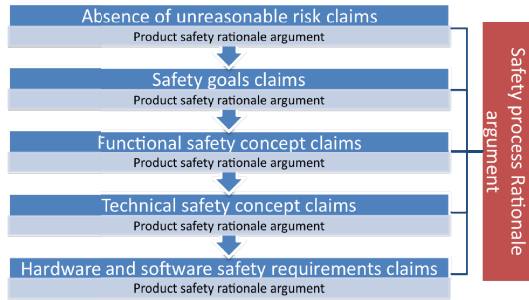 Absence of unreasonable risk claims
Product safety rationale argument
Safety goals claims
Product safety rationale argument
Functional safety concept claims
Product safety rationale argument
Technical safety concept claims
Product safety rationale argument
Hardware and software safety requirements claims
Product safety rationale argument
Safety process Rationale
argument